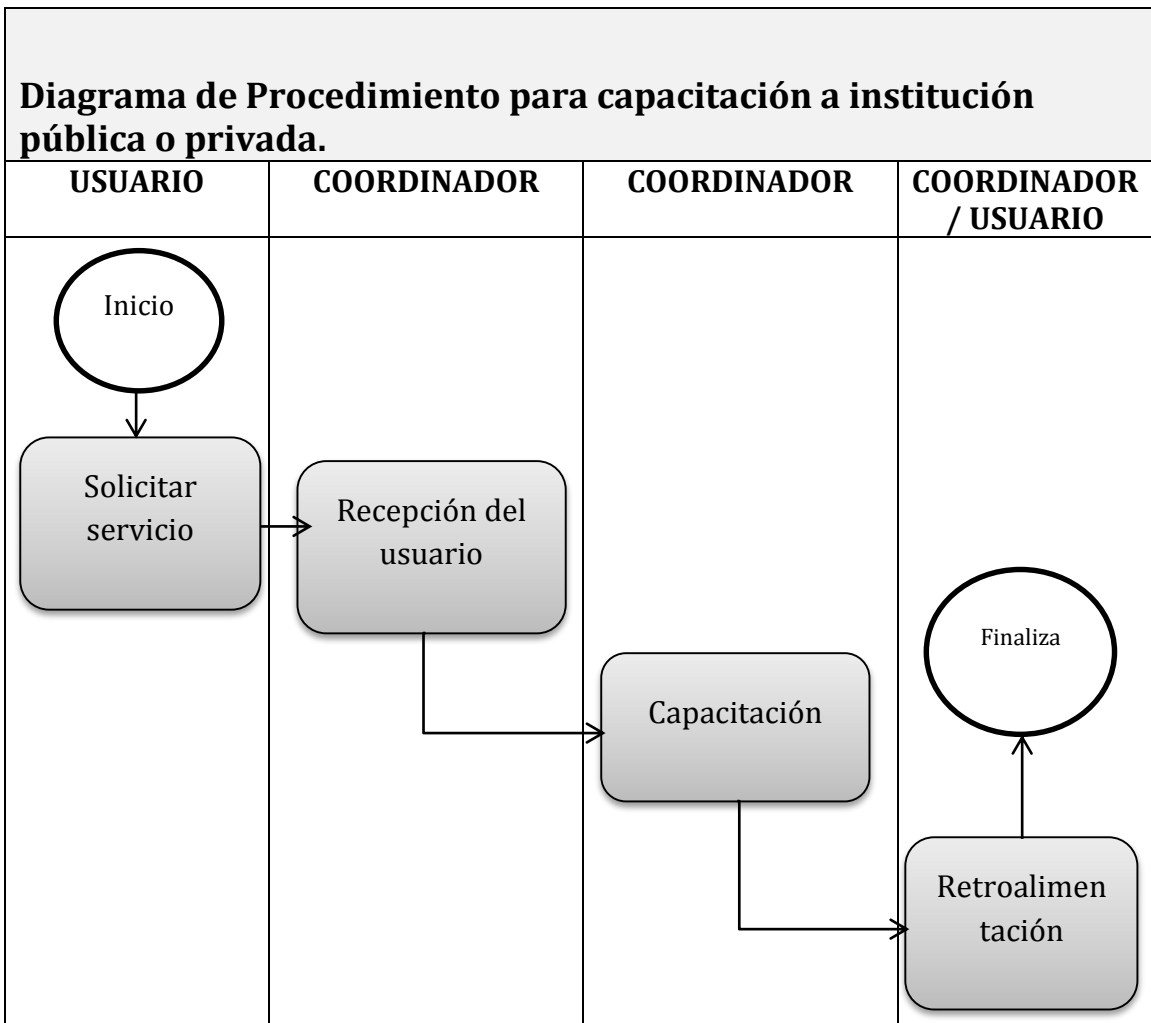 Diagrama de Procedimiento para capacitación a institución
pública o privada.
USUARIO
COORDINADOR
COORDINADOR
COORDINADOR
/ USUARIO
Inicio
Solicitar
servicio
Recepción del
usuario
Capacitación
Finaliza
Retroalimen
tación